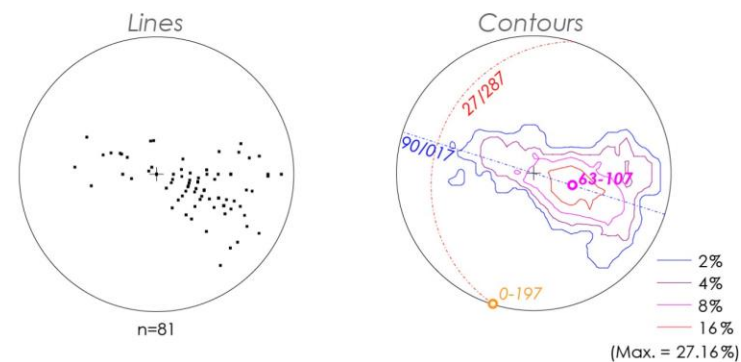 Lines
Contours
27/287
90/017
63-107
0-197
n=81
2%
4%
8%
16%
(Max. = 27.16%)